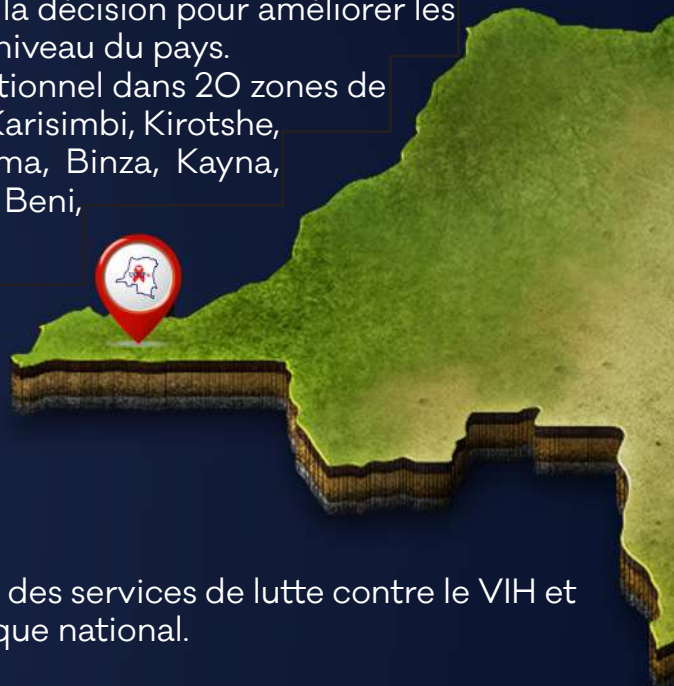 la décision pour améliorer les
niveau du pays.
tionnel dans 20 zones de
Karisimbi, Kirotshe,
ma, Binza, Kayna,
Beni,
des services de lutte contre le VIH et
que national.